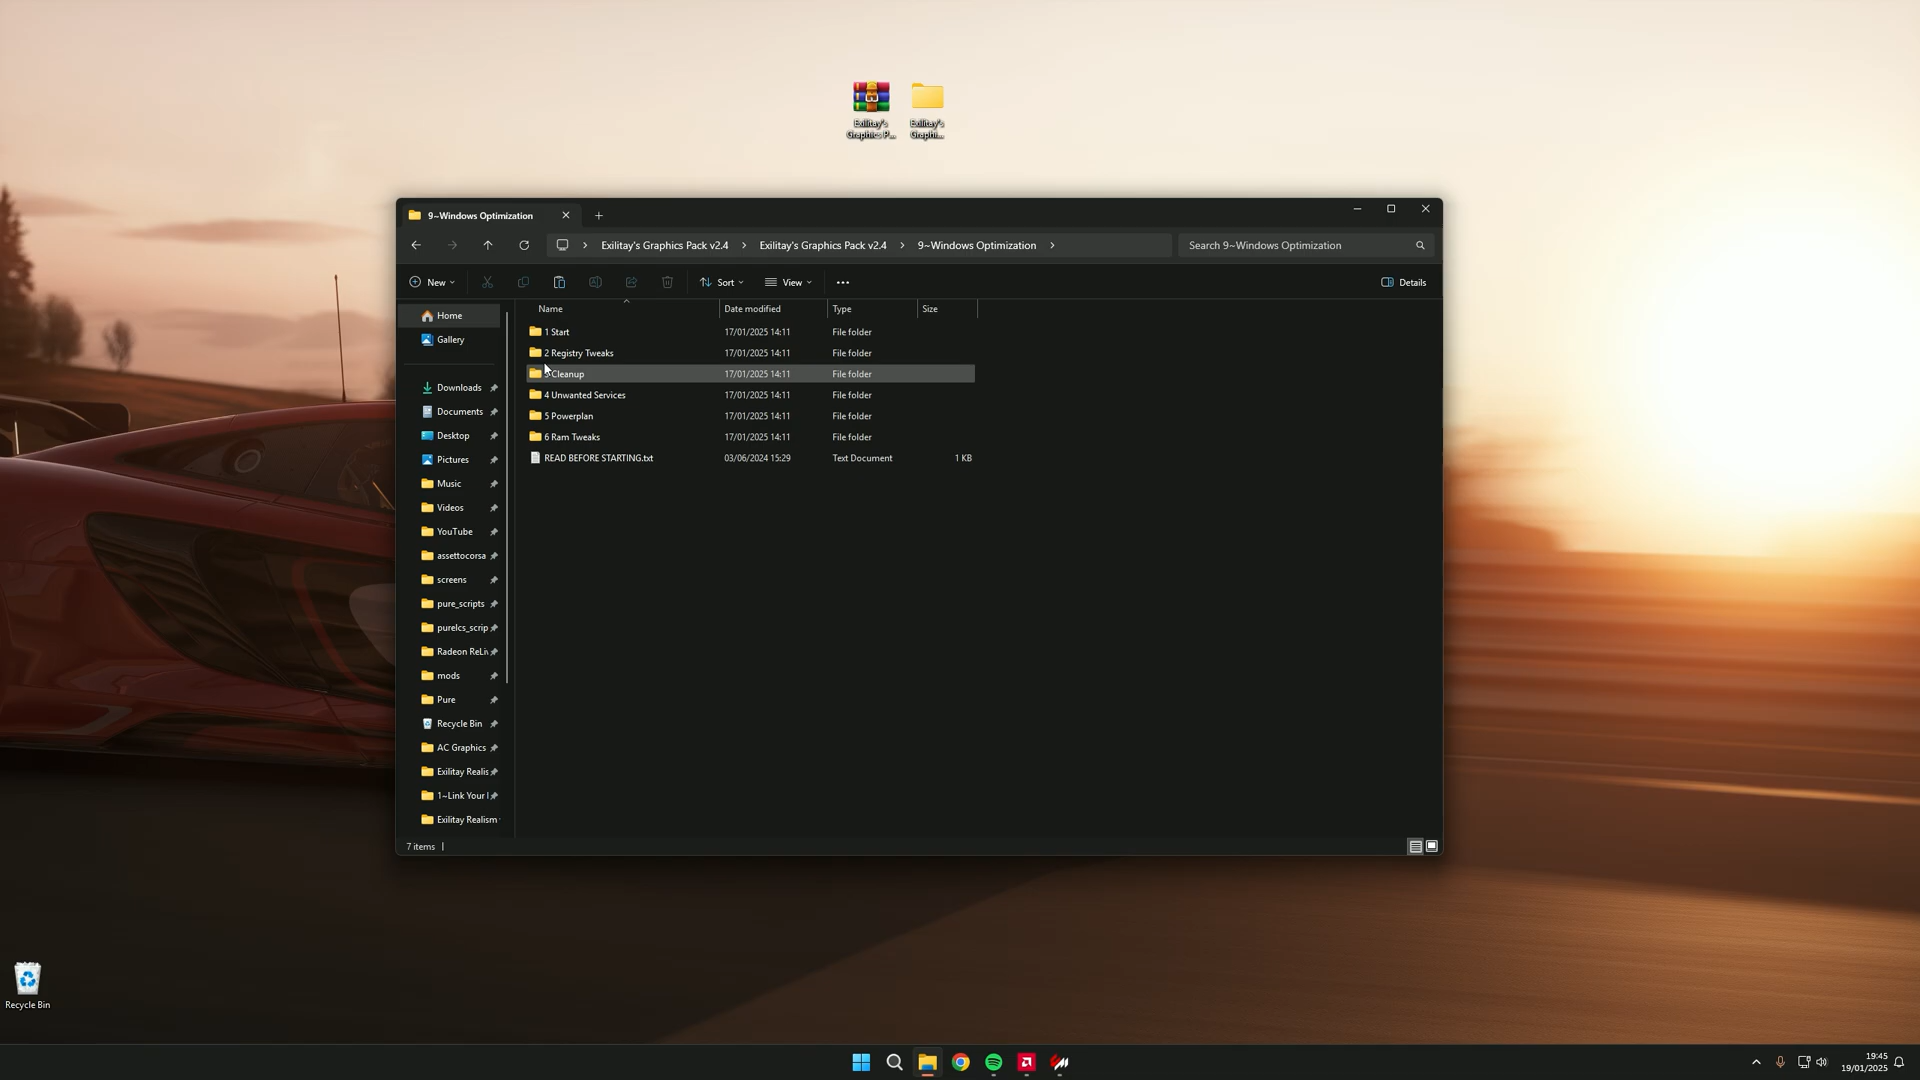 Exilitay's
Graphics P...
Exilitay's
Graphi...
9~Windows Optimization
Exilitay's Graphics Pack v2.4
Exilitay's Graphics Pack v2.4
9~Windows Optimization
Search 9~Windows Optimization
New
Sort
View
Details
Name
Date modified
Type
Size
Home
Gallery
Downloads
Documents
Desktop
Pictures
Music
Videos
YouTube
assettocorsa
screens
pure_scripts
purelcs_scrip
Radeon ReLiv
mods
Pure
Recycle Bin
AC Graphics
Exilitay Realis
1~Link Your
Exilitay Realism
1 Start 17/01/2025 14:11 File folder
2 Registry Tweaks 17/01/2025 14:11 File folder
Cleanup 17/01/2025 14:11 File folder
4 Unwanted Services 17/01/2025 14:11 File folder
5 Powerplan 17/01/2025 14:11 File folder
6 Ram Tweaks 17/01/2025 14:11 File folder
READ BEFORE STARTING.txt 03/06/2024 15:29 Text Document 1 KB
7 items
Recycle Bin
19:45
19/01/2025